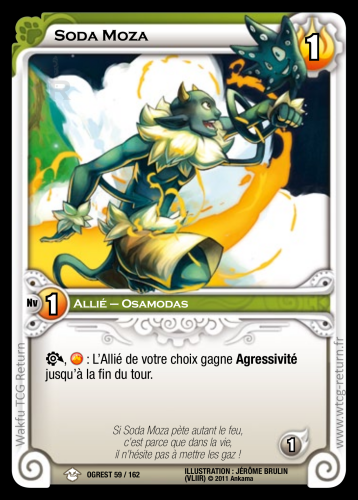 SODA MOZA
1
Nv 1
ALLIÉ – OSAMODAS
, : L'Allié de votre choix gagne Agressivité
jusqu'à la fin du tour.
Si Soda Moza pète autant le feu,
c'est parce que dans la vie,
il n'hésite pas à mettre les gaz !
1
Wakfu TCG Return
www.wtcg-return.fr
OGREST 59 / 162
ILLUSTRATION : JÉRÔME BRULIN
(VLIIR) © 2011 Ankama